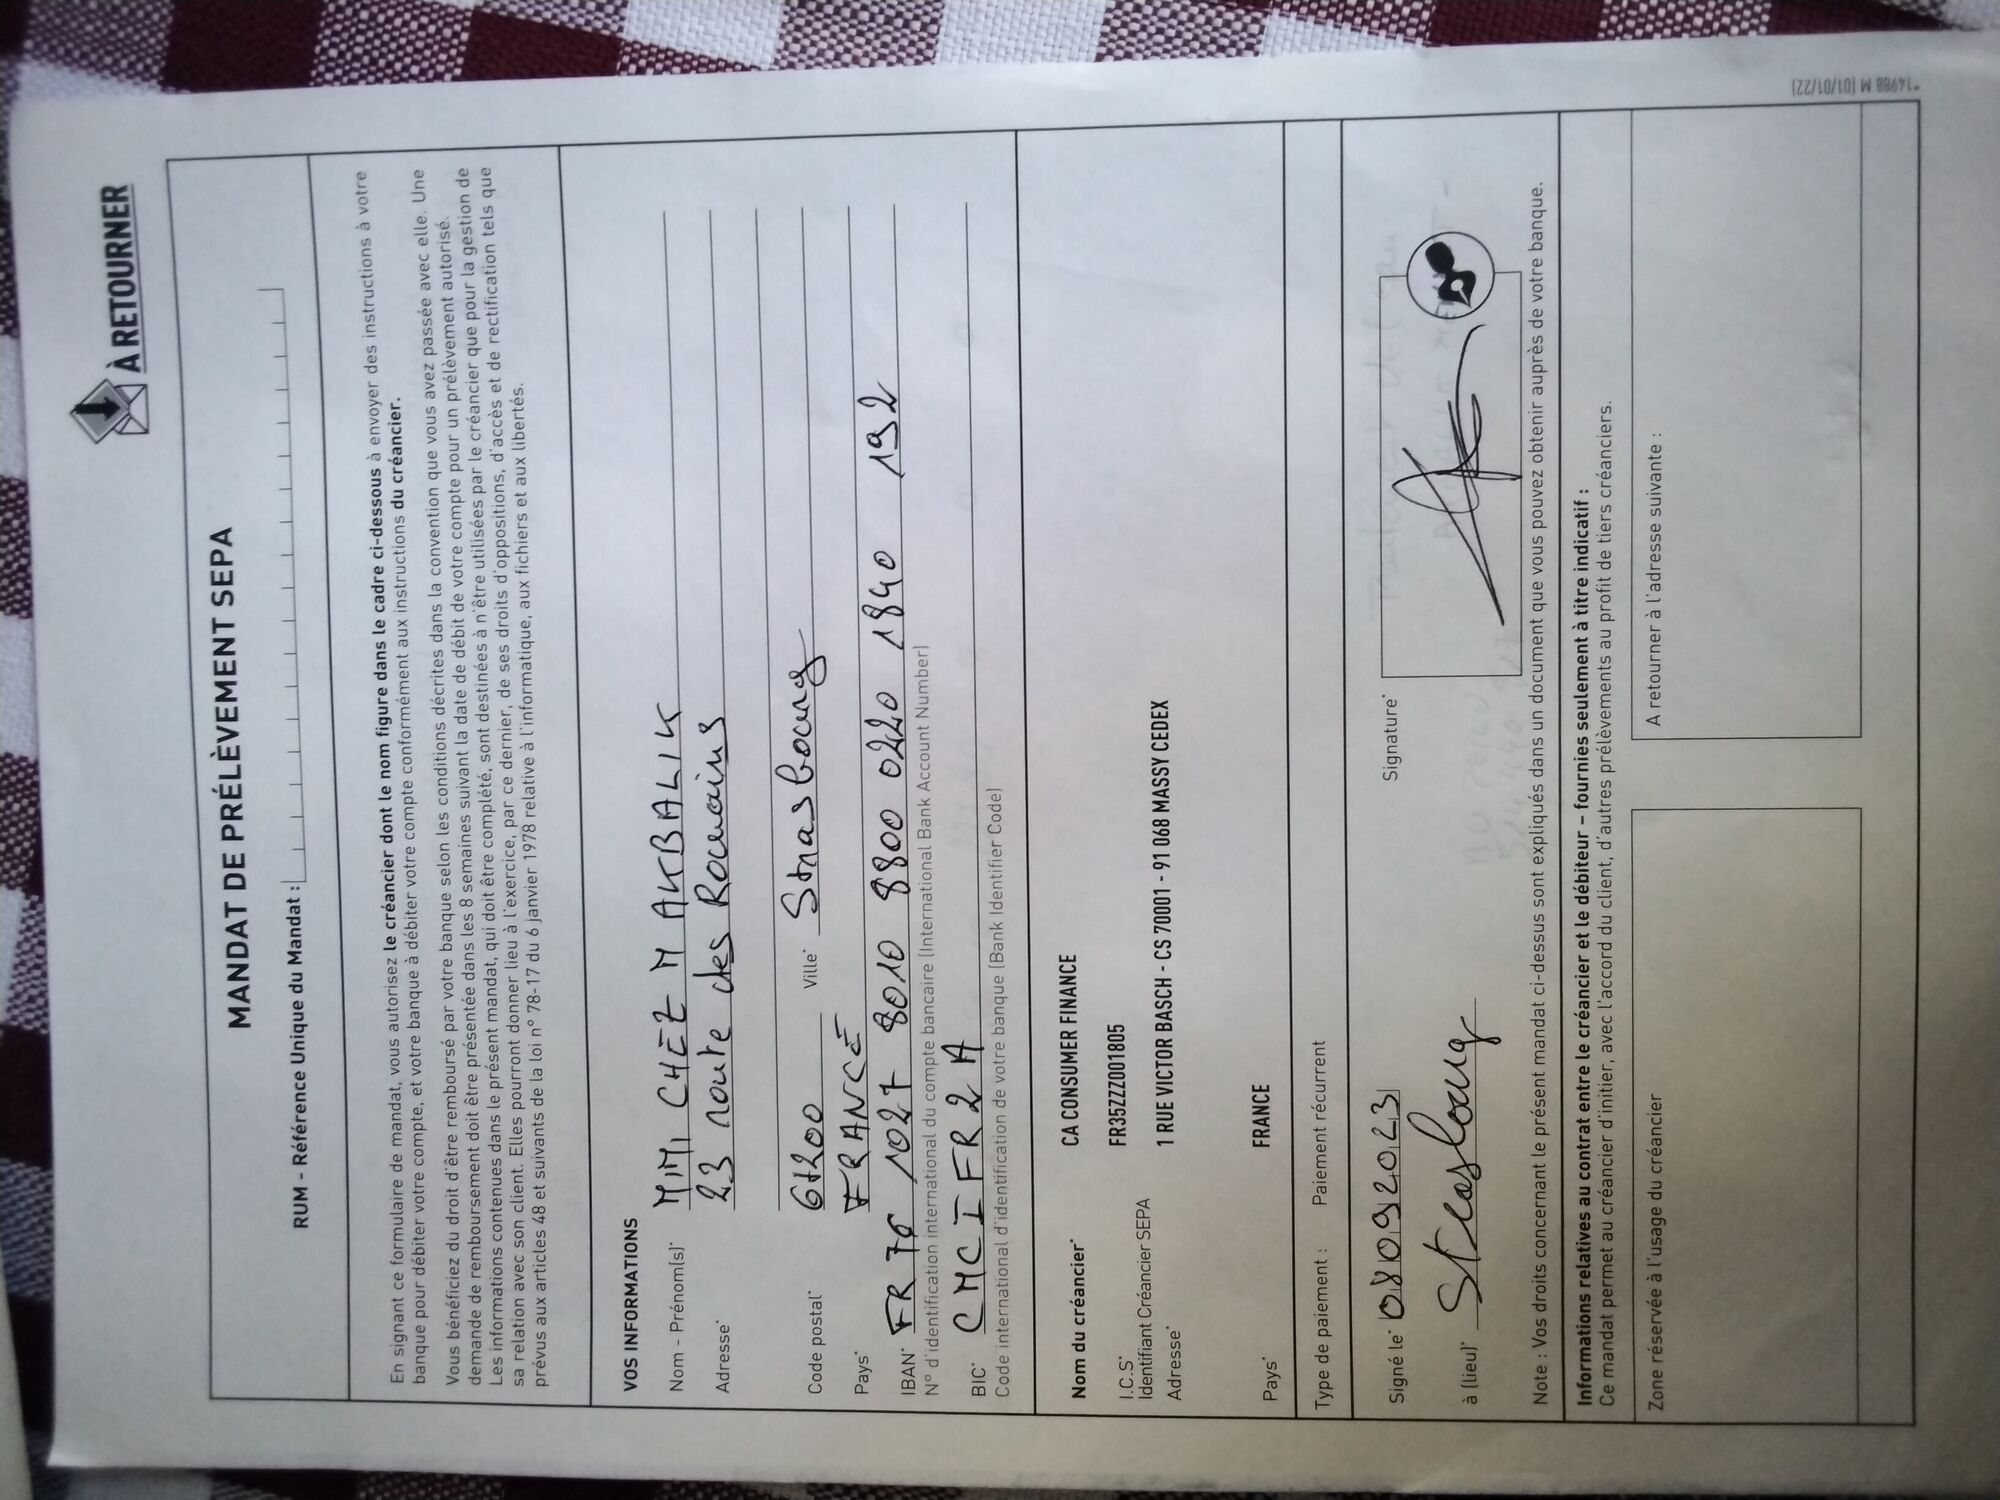 À RETOURNER
MANDAT DE PRÉLÈVEMENT SEPA
RUM - Référence Unique du Mandat :
En signant ce formulaire de mandat, vous autorisez le créancier dont le nom figure dans le cadre ci-dessous à envoyer des instructions à votre
banque pour débiter votre compte, et votre banque à débiter votre compte conformément aux instructions du créancier.
Vous bénéficiez du droit d'être remboursé par votre banque selon les conditions décrites dans la convention que vous avez passée avec elle. Une
demande de remboursement doit être présentée dans les 8 semaines suivant la date de débit de votre compte pour un prélèvement autorisé.
Les informations contenues dans le présent mandat, qui doit être complété, sont destinées à n'être utilisées par le créancier que pour la gestion de
sa relation avec son client. Elles pourront donner lieu à l'exercice, par ce dernier, de ses droits d'oppositions, d'accès et de rectification tels que
prévus aux articles 48 et suivants de la loi n° 78-17 du 6 janvier 1978 relative à l'informatique, aux fichiers et aux libertés.
VOS INFORMATIONS
Nom - Prénom(s)* MIMI CHEZ M AKBALIK
Adresse* 23 route des Romains
Code postal* 67200 Ville* Strasbourg
Pays* FRANCE
IBAN* FR 76 1027 8010 8800 0220 1840 192
N° d'identification international du compte bancaire (International Bank Account Number)
BIC* CMCIFR2A
Code international d'identification de votre banque (Bank Identifier Code)
Nom du créancier* CA CONSUMER FINANCE
I.C.S* FR35ZZZ001805
Identifiant Créancier SEPA
Adresse* 1 RUE VICTOR BASCH - CS 70001 - 91 068 MASSY CEDEX
Pays* FRANCE
Type de paiement : Paiement récurrent
Signé le* 08092023 Signature*
à (lieu)* Strasbourg
Note : Vos droits concernant le présent mandat ci-dessus sont expliqués dans un document que vous pouvez obtenir auprès de votre banque.
Informations relatives au contrat entre le créancier et le débiteur – fournies seulement à titre indicatif :
Ce mandat permet au créancier d'initier, avec l'accord du client, d'autres prélèvements au profit de tiers créanciers.
Zone réservée à l'usage du créancier
A retourner à l'adresse suivante :
*14988 M (01/01/22)